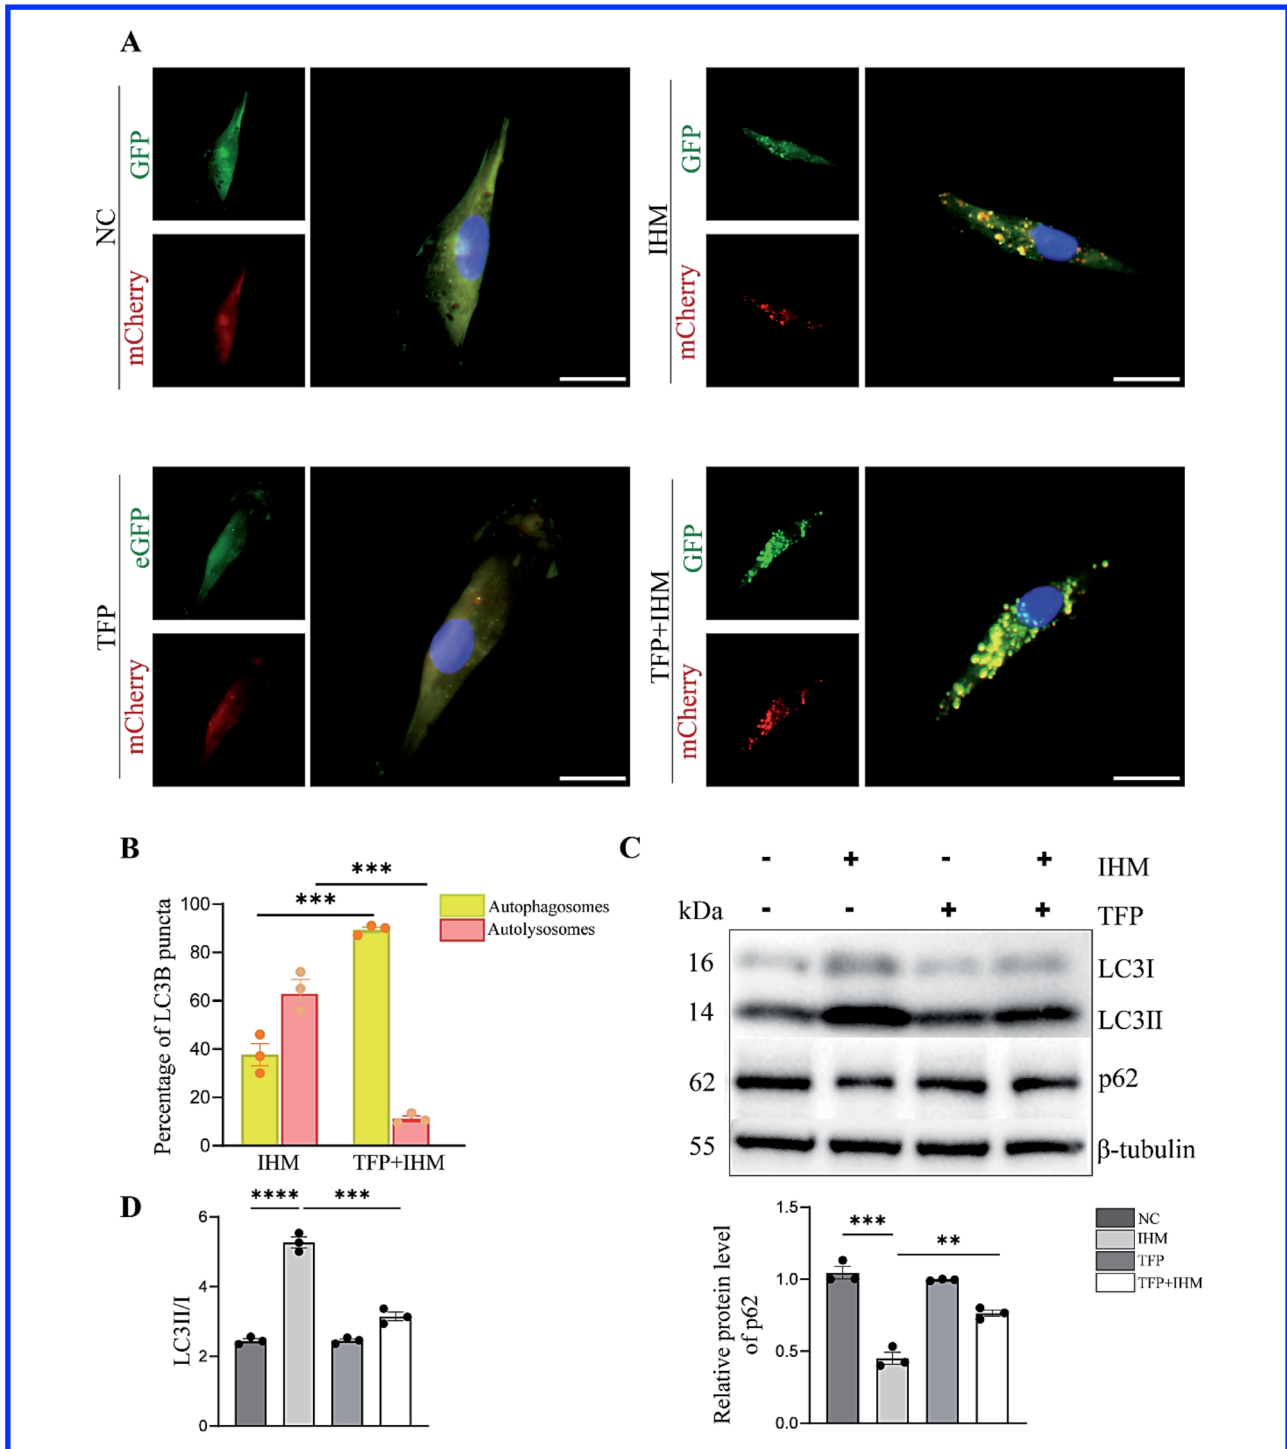 A
NC
GFP
mCherry
IHM
GFP
mCherry
TFP
eGFP
mCherry
TFP+IHM
GFP
mCherry
B
Percentage of LC3B puncta
100
80
60
40
20
0
***
***
Autophagosomes
Autolysosomes
IHM
TFP+IHM
C
- + - + IHM
kDa - - + + TFP
16 LC3I
14 LC3II
62 p62
55 β-tubulin
D
LC3II/I
6
4
2
0
**** ***
Relative protein level
of p62
1.5
1.0
0.5
0.0
***
**
NC
IHM
TFP
TFP+IHM